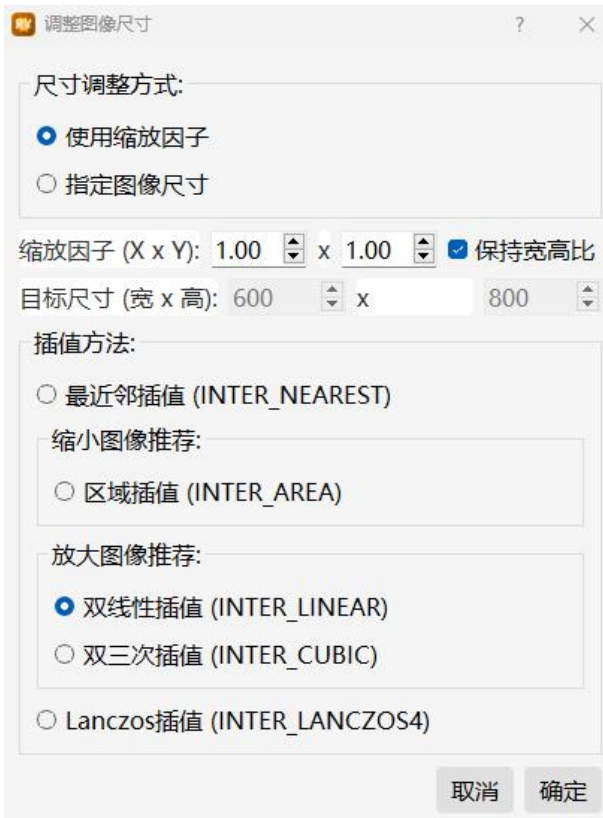 调整图像尺寸 ? ×
尺寸调整方式:
使用缩放因子
指定图像尺寸
缩放因子 (X x Y): 1.00 x 1.00 保持宽高比
目标尺寸 (宽 x 高): 600 x 800
插值方法:
最近邻插值 (INTER_NEAREST)
缩小图像推荐:
区域插值 (INTER_AREA)
放大图像推荐:
双线性插值 (INTER_LINEAR)
双三次插值 (INTER_CUBIC)
Lanczos插值 (INTER_LANCZOS4)
取消 确定